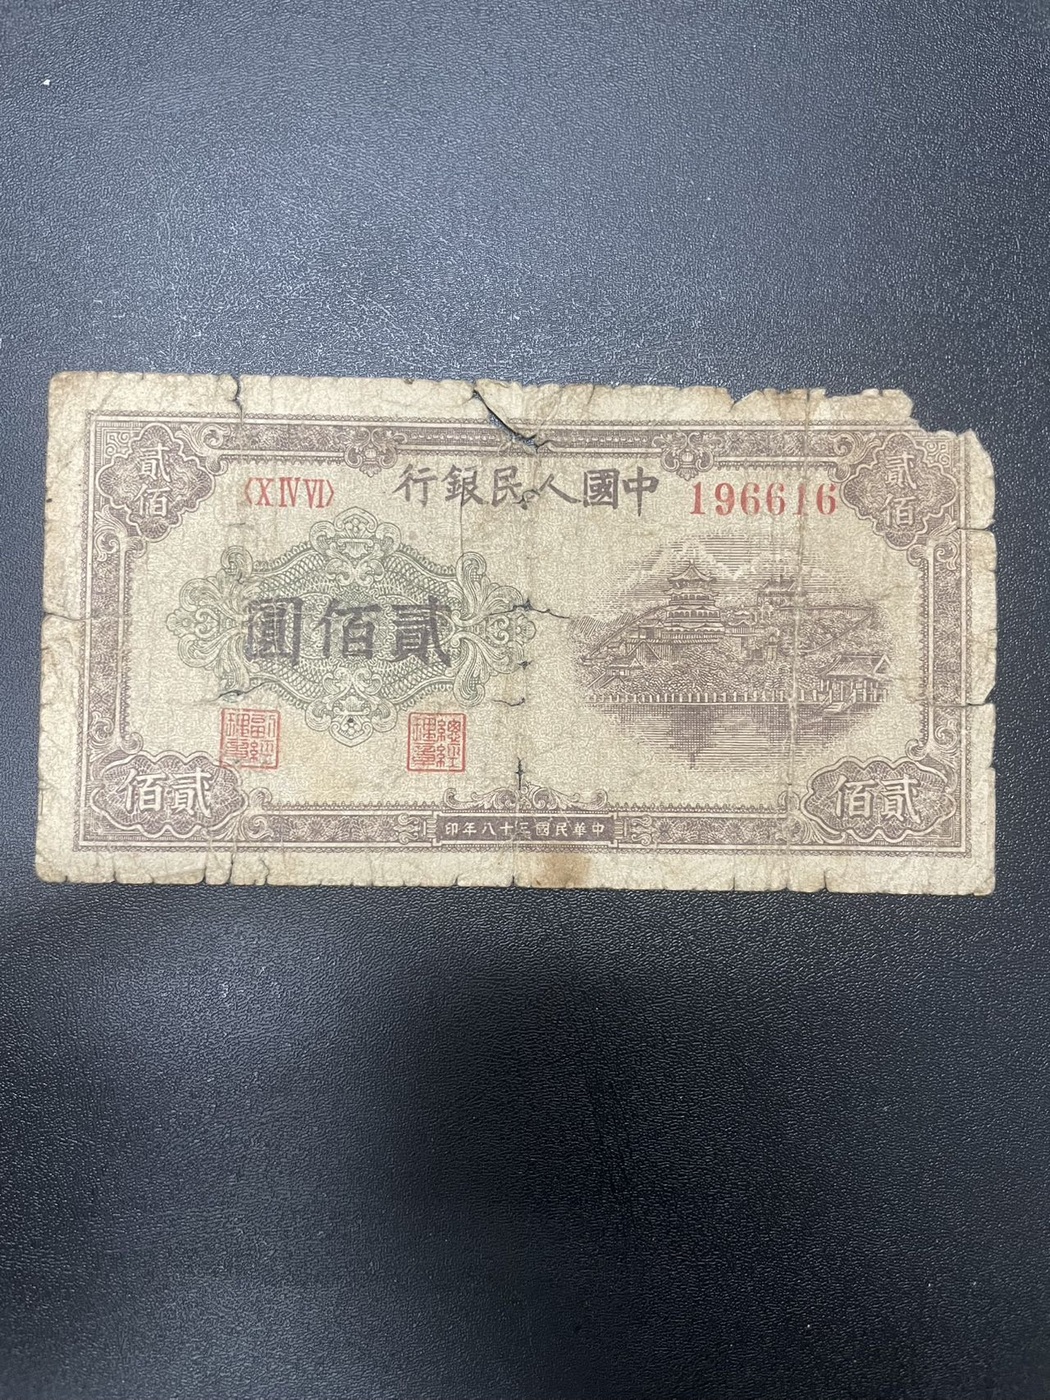 中國人民銀行
〈X Ⅳ Ⅵ〉
196616
貳佰
貳佰
貳佰圓
貳佰
貳佰
中華民國三十八年印